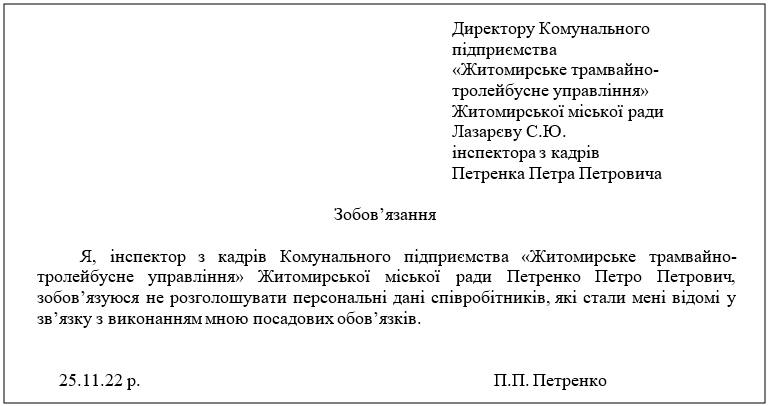 Директору Комунального
підприємства
«Житомирське трамвайно-
тролейбусне управління»
Житомирської міської ради
Лазарєву С.Ю.
інспектора з кадрів
Петренка Петра Петровича
Зобов’язання
Я, інспектор з кадрів Комунального підприємства «Житомирське трамвайно-
тролейбусне управління» Житомирської міської ради Петренко Петро Петрович,
зобов’язуюся не розголошувати персональні дані співробітників, які стали мені відомі у
зв’язку з виконанням мною посадових обов’язків.
25.11.22 р. П.П. Петренко